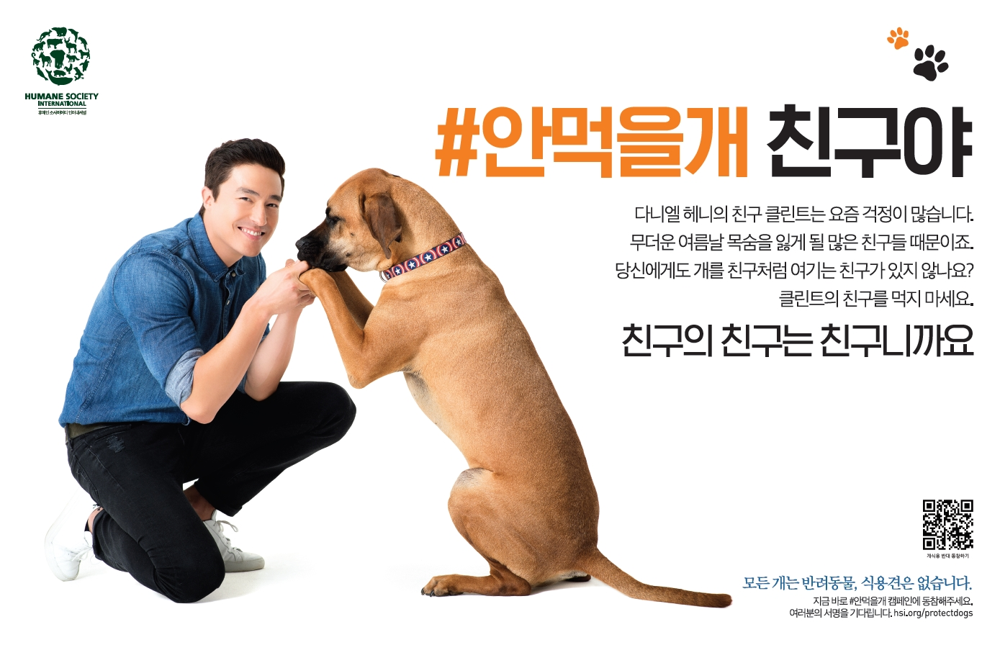 HUMANE SOCIETY
INTERNATIONAL
휴메인 소사이어티 인터내셔널
#안먹을개 친구야
다니엘 헤니의 친구 클린트는 요즘 걱정이 많습니다.
무더운 여름날 목숨을 잃게 될 많은 친구들 때문이죠.
당신에게도 개를 친구처럼 여기는 친구가 있지 않나요?
클린트의 친구를 먹지 마세요.
친구의 친구는 친구니까요
개식용 반대 동참하기
모든 개는 반려동물, 식용견은 없습니다.
지금 바로 #안먹을개 캠페인에 동참해주세요.
여러분의 서명을 기다립니다. hsi.org/protectdogs